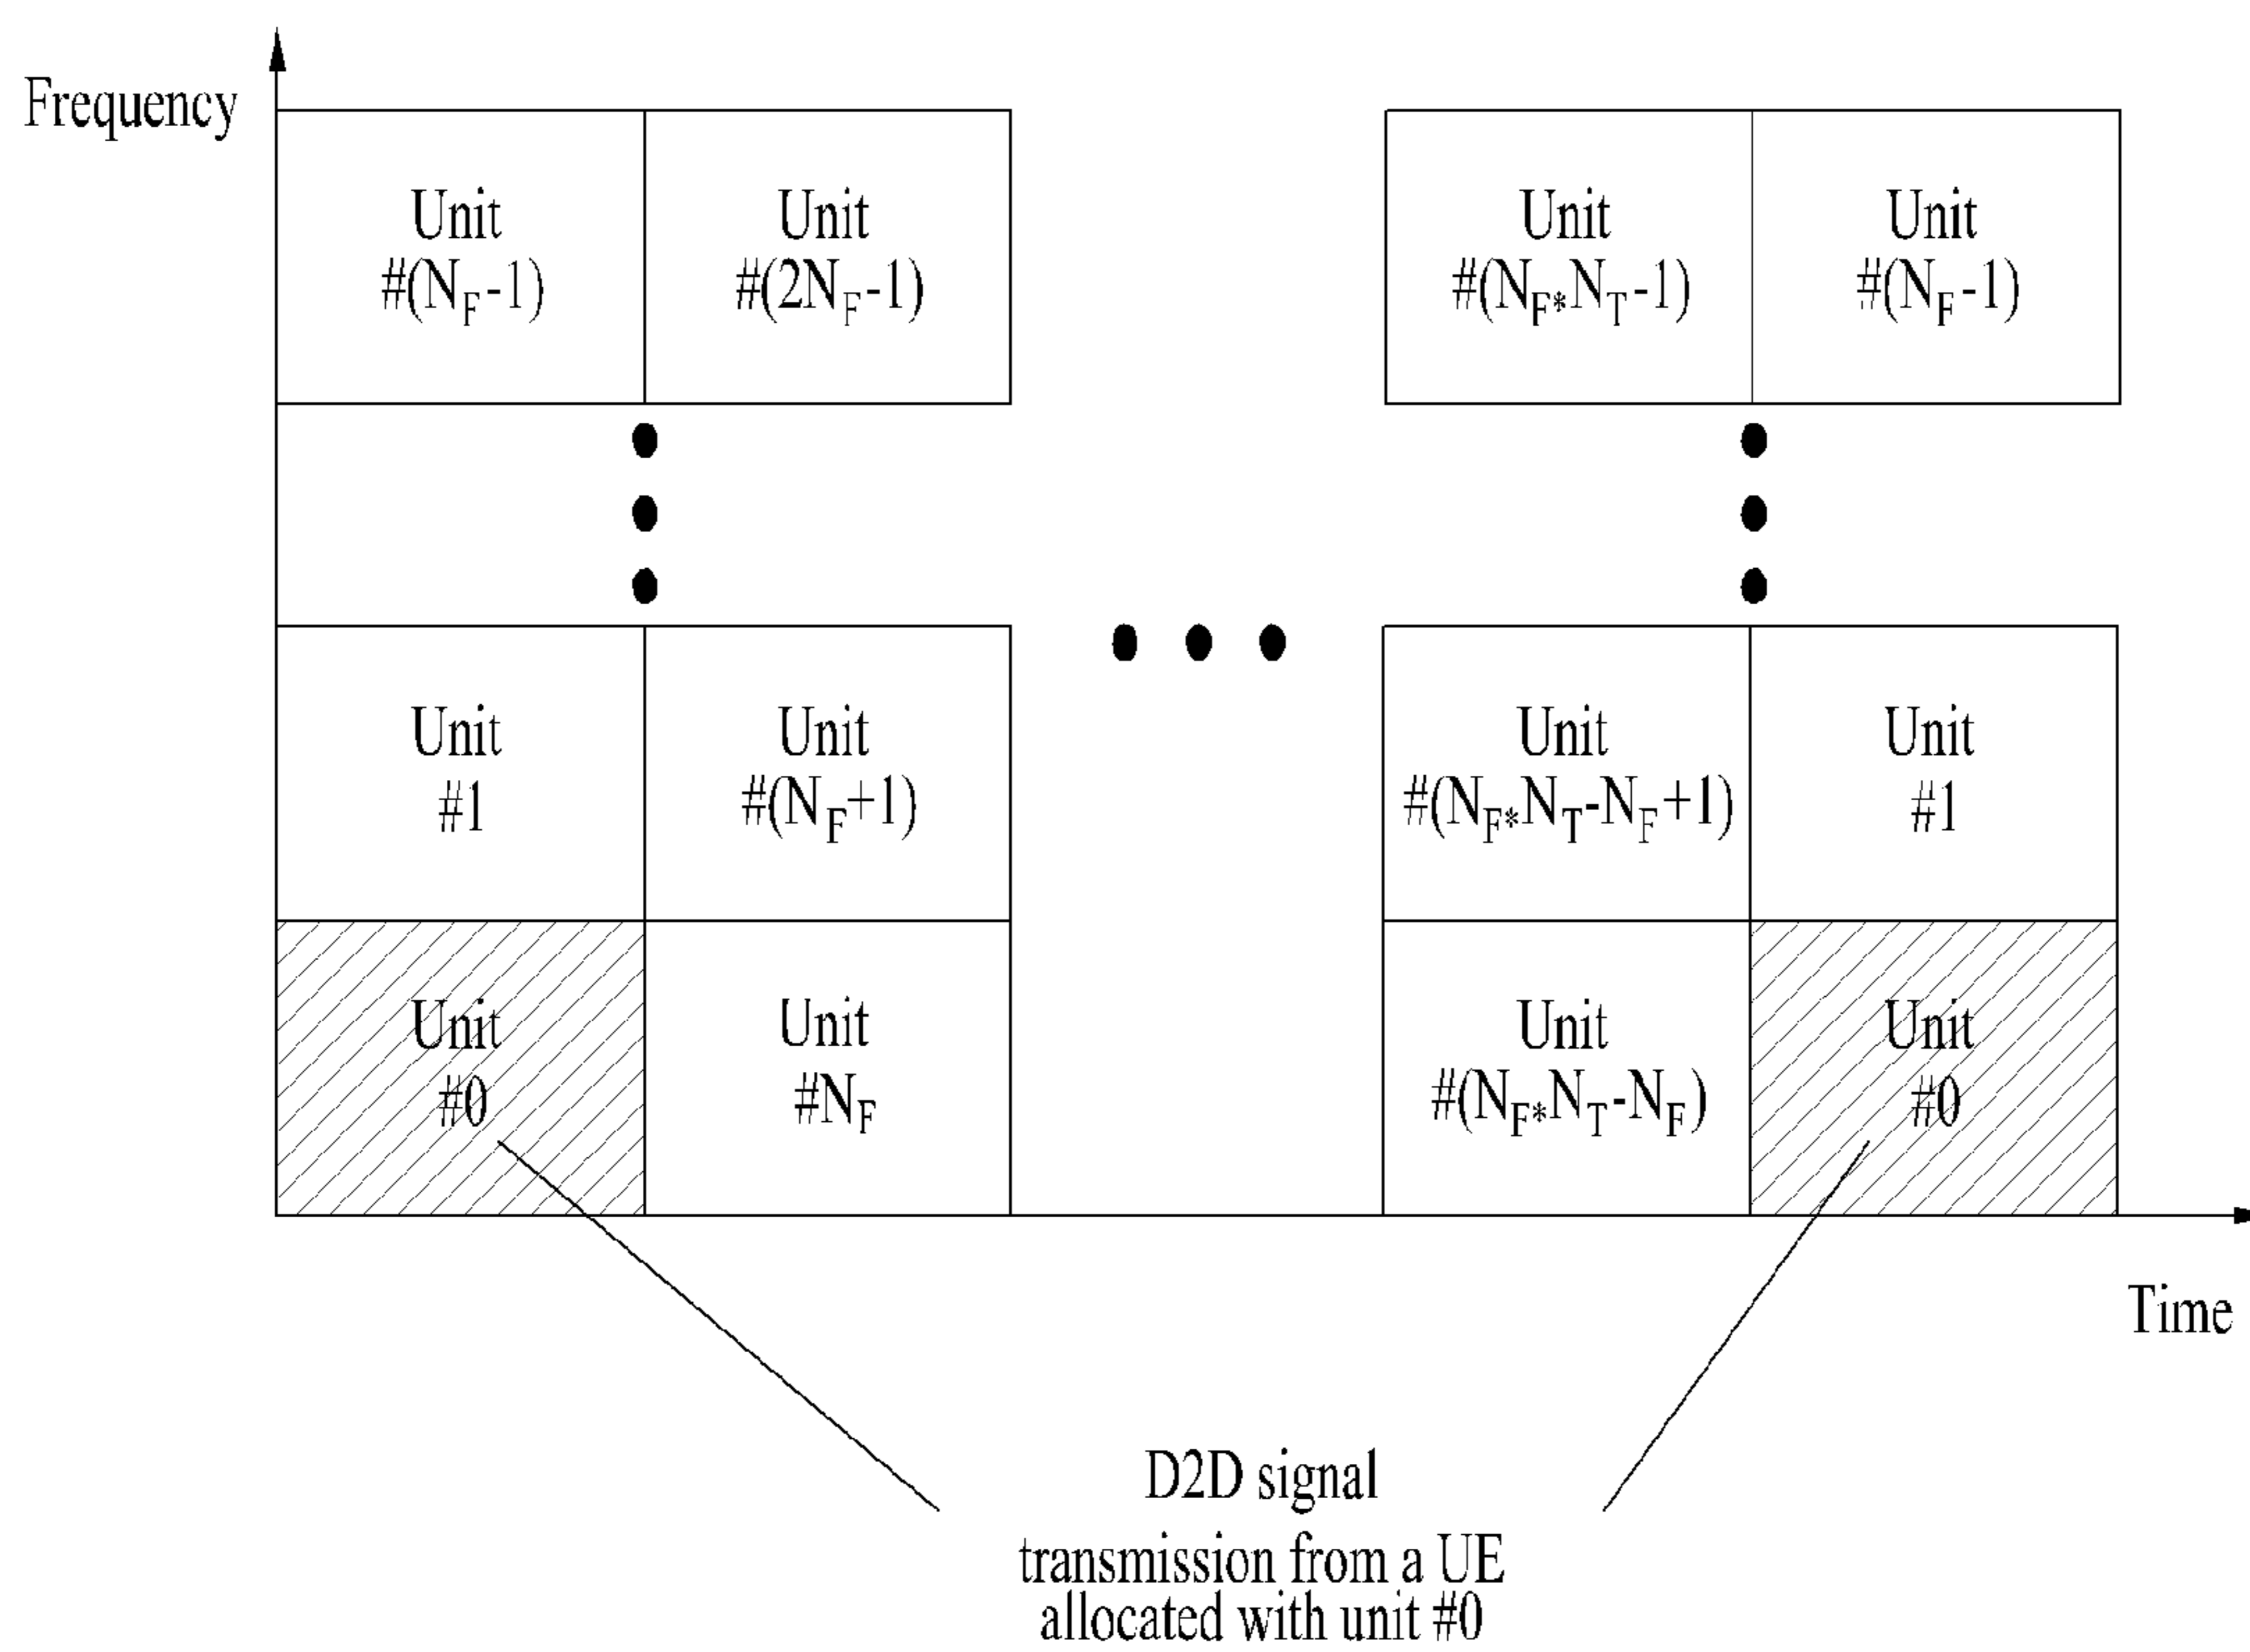 Frequency
Unit
#(N_F-1)
Unit
#(2N_F-1)
Unit
#(N_F*N_T-1)
Unit
#(N_F-1)
Unit
#1
Unit
#(N_F+1)
Unit
#(N_F*N_T-N_F+1)
Unit
#1
Unit
#0
Unit
#N_F
Unit
#(N_F*N_T-N_F)
Unit
#0
Time
D2D signal
transmission from a UE
allocated with unit #0